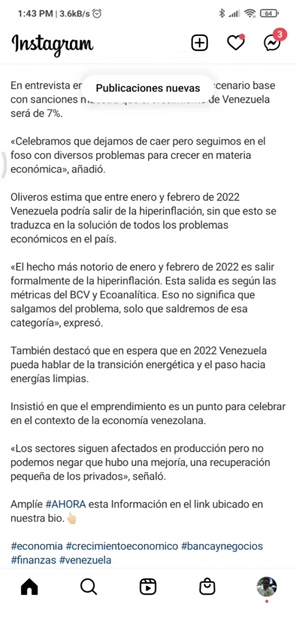 1:43 PM | 3.6kB/s
64
Instagram
3
En entrevista en
Publicaciones nuevas
cenario base
con sanciones
de Venezuela
será de 7%.
«Celebramos que dejamos de caer pero seguimos en el
foso con diversos problemas para crecer en materia
económica», añadió.
Oliveros estima que entre enero y febrero de 2022
Venezuela podría salir de la hiperinflación, sin que esto se
traduzca en la solución de todos los problemas
económicos en el país.
«El hecho más notorio de enero y febrero de 2022 es salir
formalmente de la hiperinflación. Esta salida es según las
métricas del BCV y Ecoanalítica. Eso no significa que
salgamos del problema, solo que saldremos de esa
categoría», expresó.
También destacó que en espera que en 2022 Venezuela
pueda hablar de la transición energética y el paso hacia
energías limpias.
Insistió en que el emprendimiento es un punto para celebrar
en el contexto de la economía venezolana.
«Los sectores siguen afectados en producción pero no
podemos negar que hubo una mejoría, una recuperación
pequeña de los privados», señaló.
Amplíe #AHORA esta Información en el link ubicado en
nuestra bio.👆🏻
#economia #crecimientoeconomico #bancaynegocios
#finanzas #venezuela